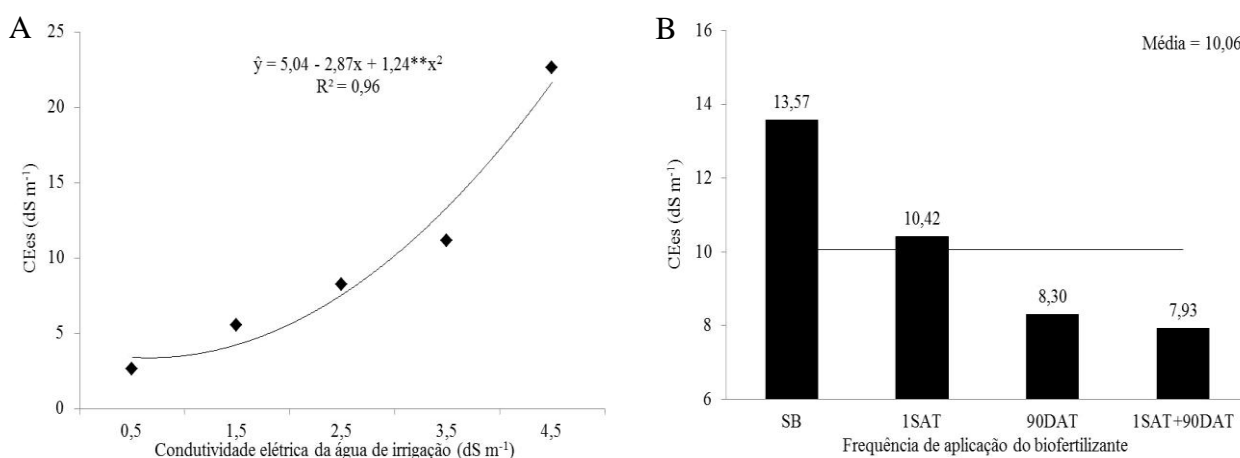 A
25
20
15
10
5
0
CEes (dS m⁻¹)
ŷ = 5,04 - 2,87x + 1,24**x²
R² = 0,96
0,5 1,5 2,5 3,5 4,5
Condutividade elétrica da água de irrigação (dS m⁻¹)
B
16
14
12
10
8
6
CEes (dS m⁻¹)
Média = 10,06
13,57
10,42
8,30
7,93
SB 1SAT 90DAT 1SAT+90DAT
Frequência de aplicação do biofertilizante